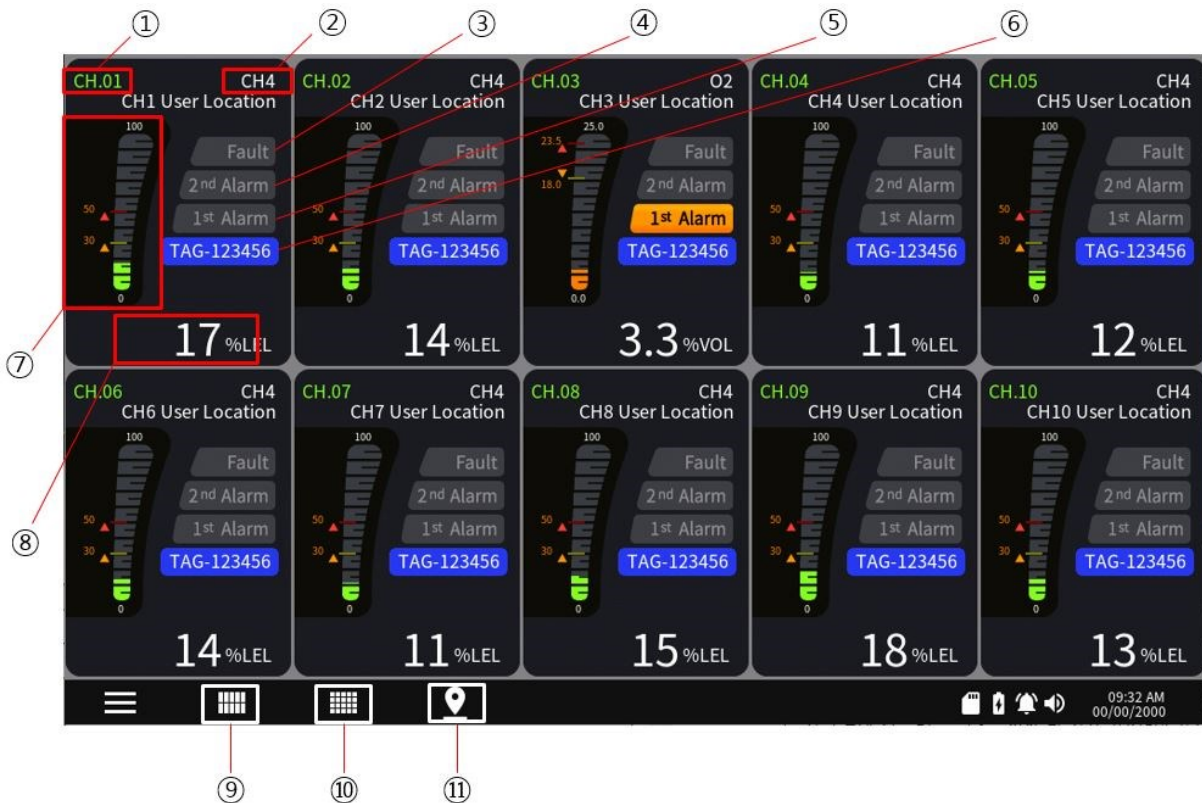 ① ② ③ ④ ⑤ ⑥
CH.01 CH4
CH1 User Location
100
Fault
2nd Alarm
50
1st Alarm
30
TAG-123456
0
17 %LEL
CH.02 CH4
CH2 User Location
100
Fault
2nd Alarm
50
1st Alarm
30
TAG-123456
0
14 %LEL
CH.03 O2
CH3 User Location
25.0
23.5
Fault
18.0
2nd Alarm
1st Alarm
TAG-123456
0.0
3.3 %VOL
CH.04 CH4
CH4 User Location
100
Fault
2nd Alarm
50
1st Alarm
30
TAG-123456
0
11 %LEL
CH.05 CH4
CH5 User Location
100
Fault
2nd Alarm
50
1st Alarm
30
TAG-123456
0
12 %LEL
⑦
⑧
CH.06 CH4
CH6 User Location
100
Fault
2nd Alarm
50
1st Alarm
30
TAG-123456
0
14 %LEL
CH.07 CH4
CH7 User Location
100
Fault
2nd Alarm
50
1st Alarm
30
TAG-123456
0
11 %LEL
CH.08 CH4
CH8 User Location
100
Fault
2nd Alarm
50
1st Alarm
30
TAG-123456
0
15 %LEL
CH.09 CH4
CH9 User Location
100
Fault
2nd Alarm
50
1st Alarm
30
TAG-123456
0
18 %LEL
CH.10 CH4
CH10 User Location
100
Fault
2nd Alarm
50
1st Alarm
30
TAG-123456
0
13 %LEL
09:32 AM
00/00/2000
⑨ ⑩ ⑪